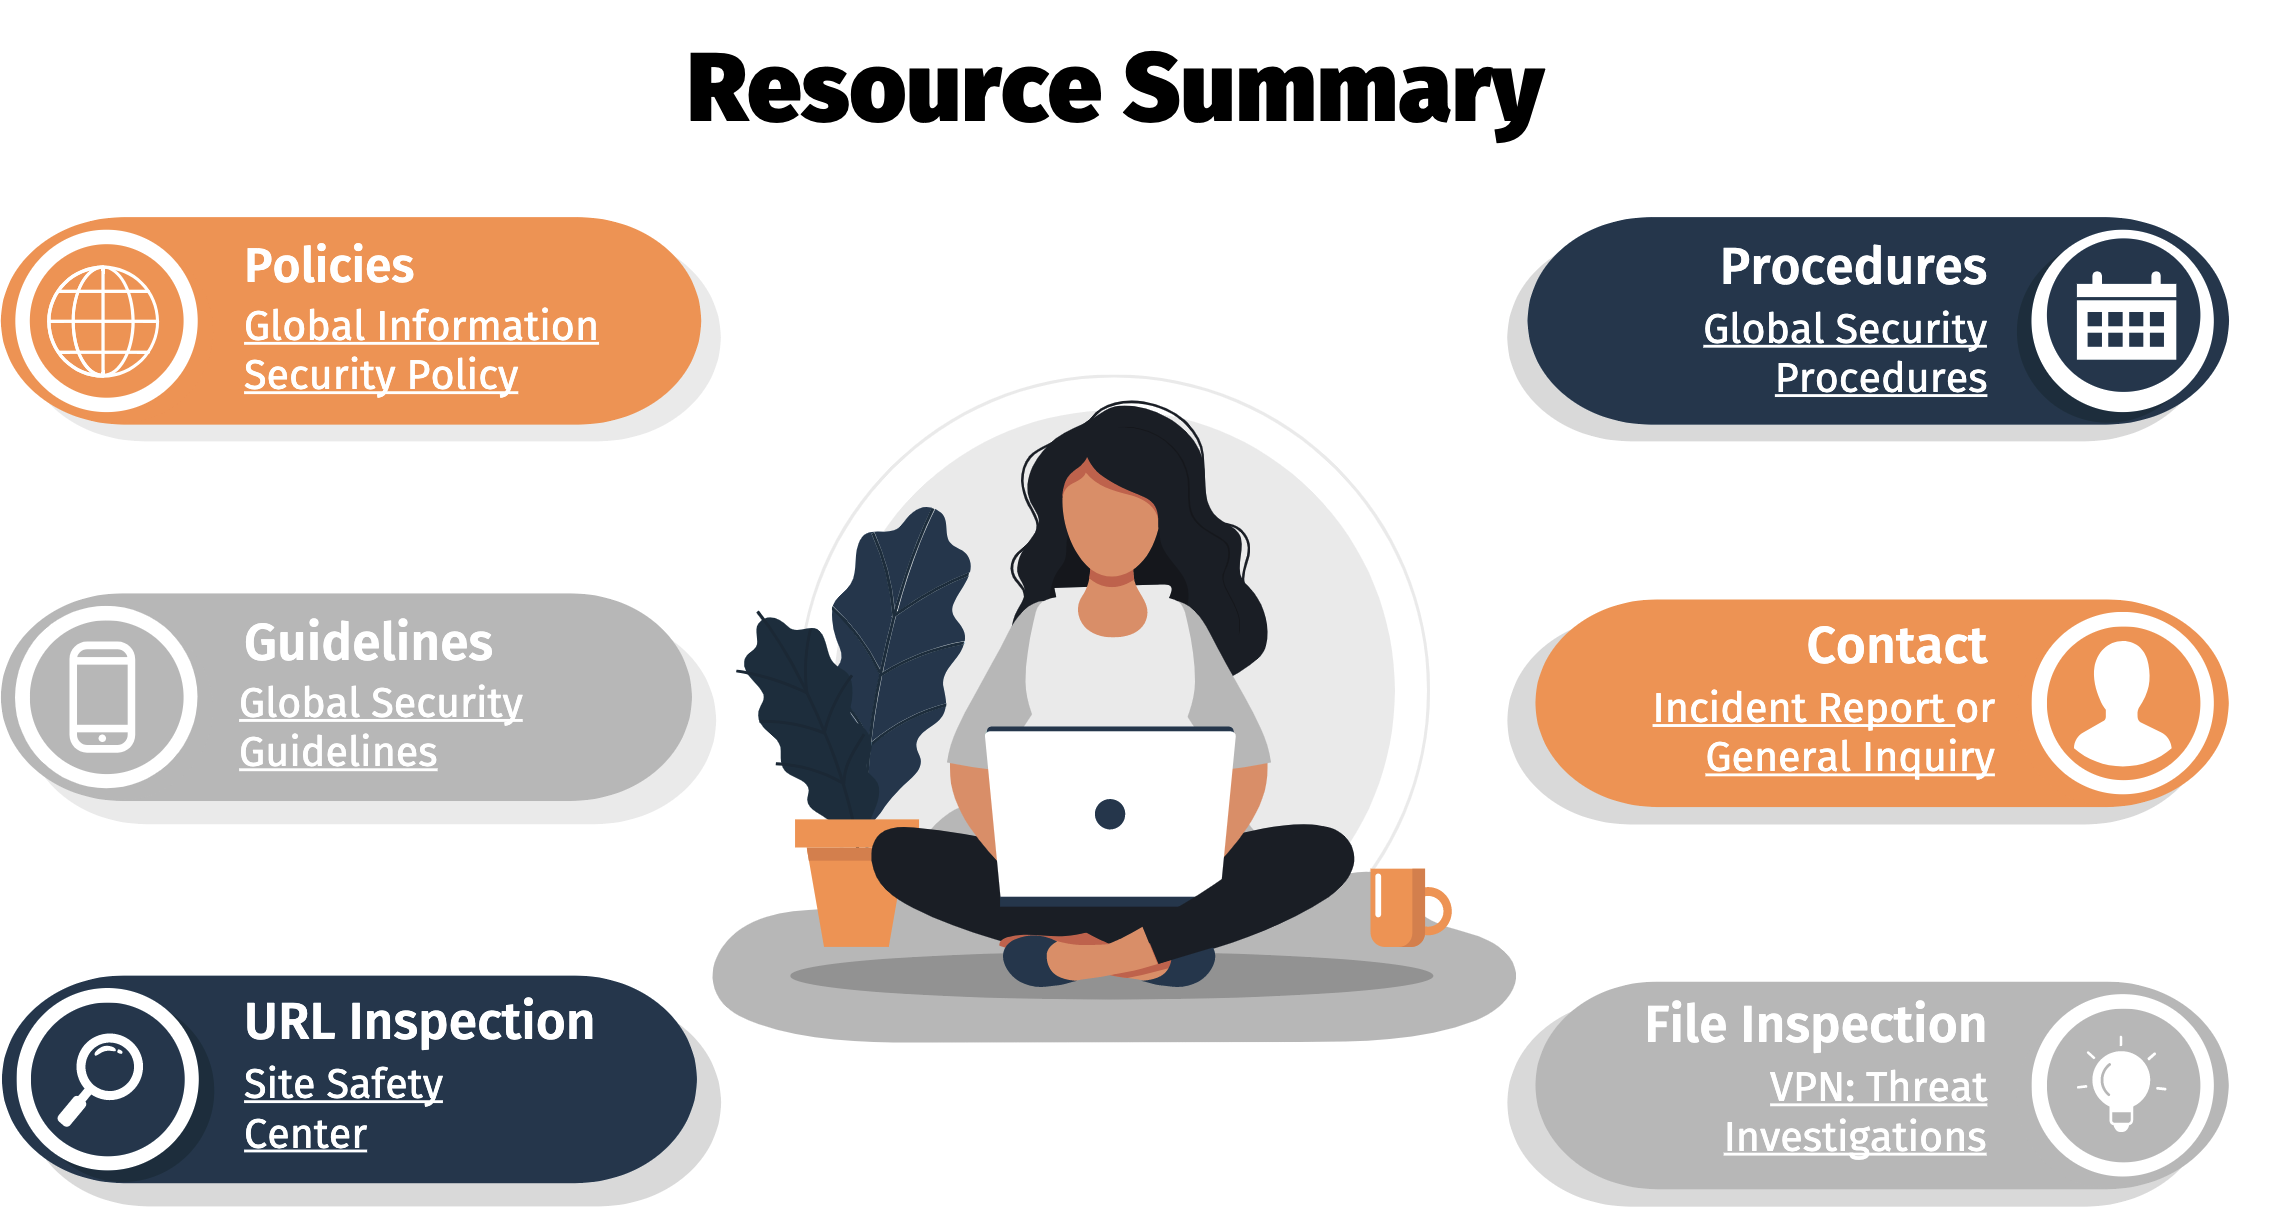 Resource Summary
Policies
Global Information
Security Policy
Procedures
Global Security
Procedures
Guidelines
Global Security
Guidelines
Contact
Incident Report or
General Inquiry
URL Inspection
Site Safety
Center
File Inspection
VPN: Threat
Investigations